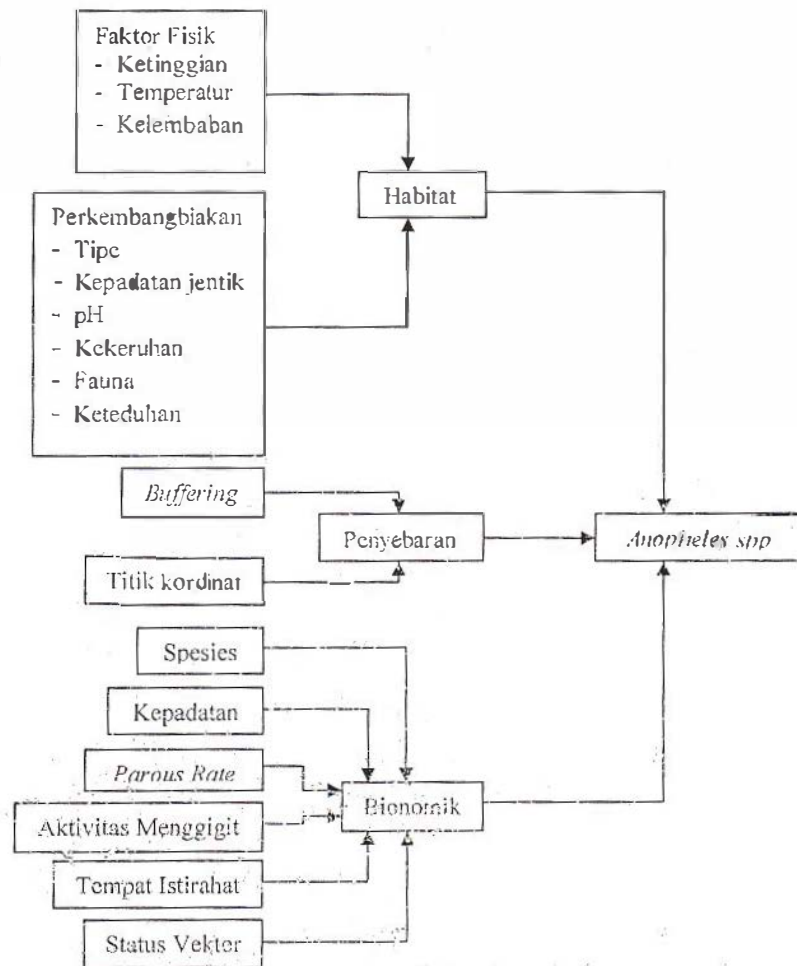 Faktor Fisik
- Ketinggian
- Temperatur
- Kelembaban
Habitat
Perkembangbiakan
- Tipe
- Kepadatan jentik
- pH
- Kekeruhan
- Fauna
- Keteduhan
Buffering
Penyebaran
Anopheles spp
Titik kordinat
Spesies
Kepadatan
Parous Rate
Bionomik
Aktivitas Menggigit
Tempat Istirahat
Status Vektor